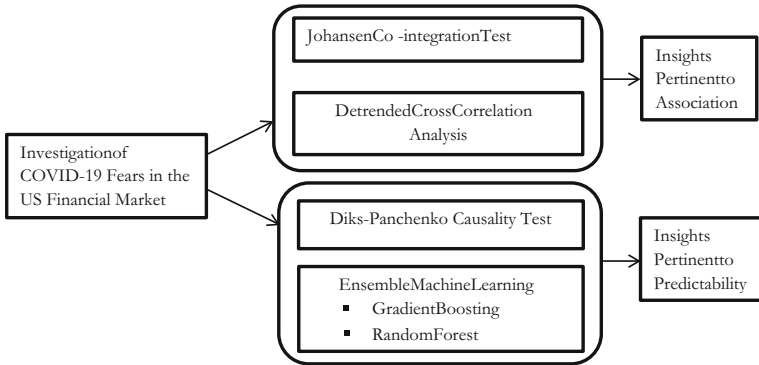 Investigationof
COVID-19 Fears in the
US Financial Market
JohansenCo -integrationTest
DetrendedCrossCorrelation
Analysis
Insights
Pertinentto
Association
Diks-Panchenko Causality Test
EnsembleMachineLearning
▪ GradientBoosting
▪ RandomForest
Insights
Pertinentto
Predictability